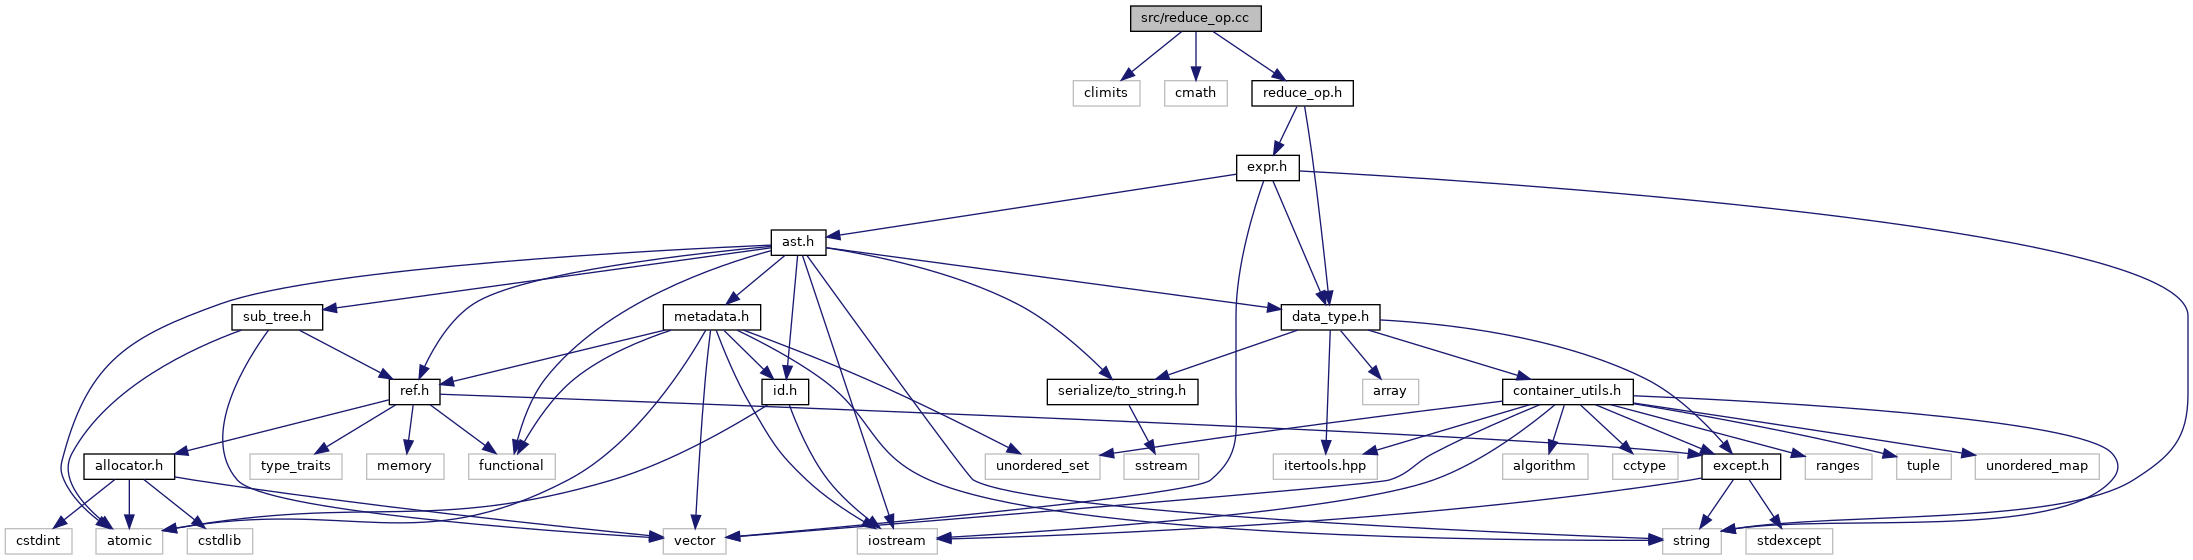 src/reduce_op.cc
climits
cmath
reduce_op.h
expr.h
ast.h
sub_tree.h
metadata.h
data_type.h
ref.h
id.h
serialize/to_string.h
array
container_utils.h
allocator.h
type_traits
memory
functional
unordered_set
sstream
itertools.hpp
algorithm
cctype
except.h
ranges
tuple
unordered_map
cstdint
atomic
cstdlib
vector
iostream
string
stdexcept